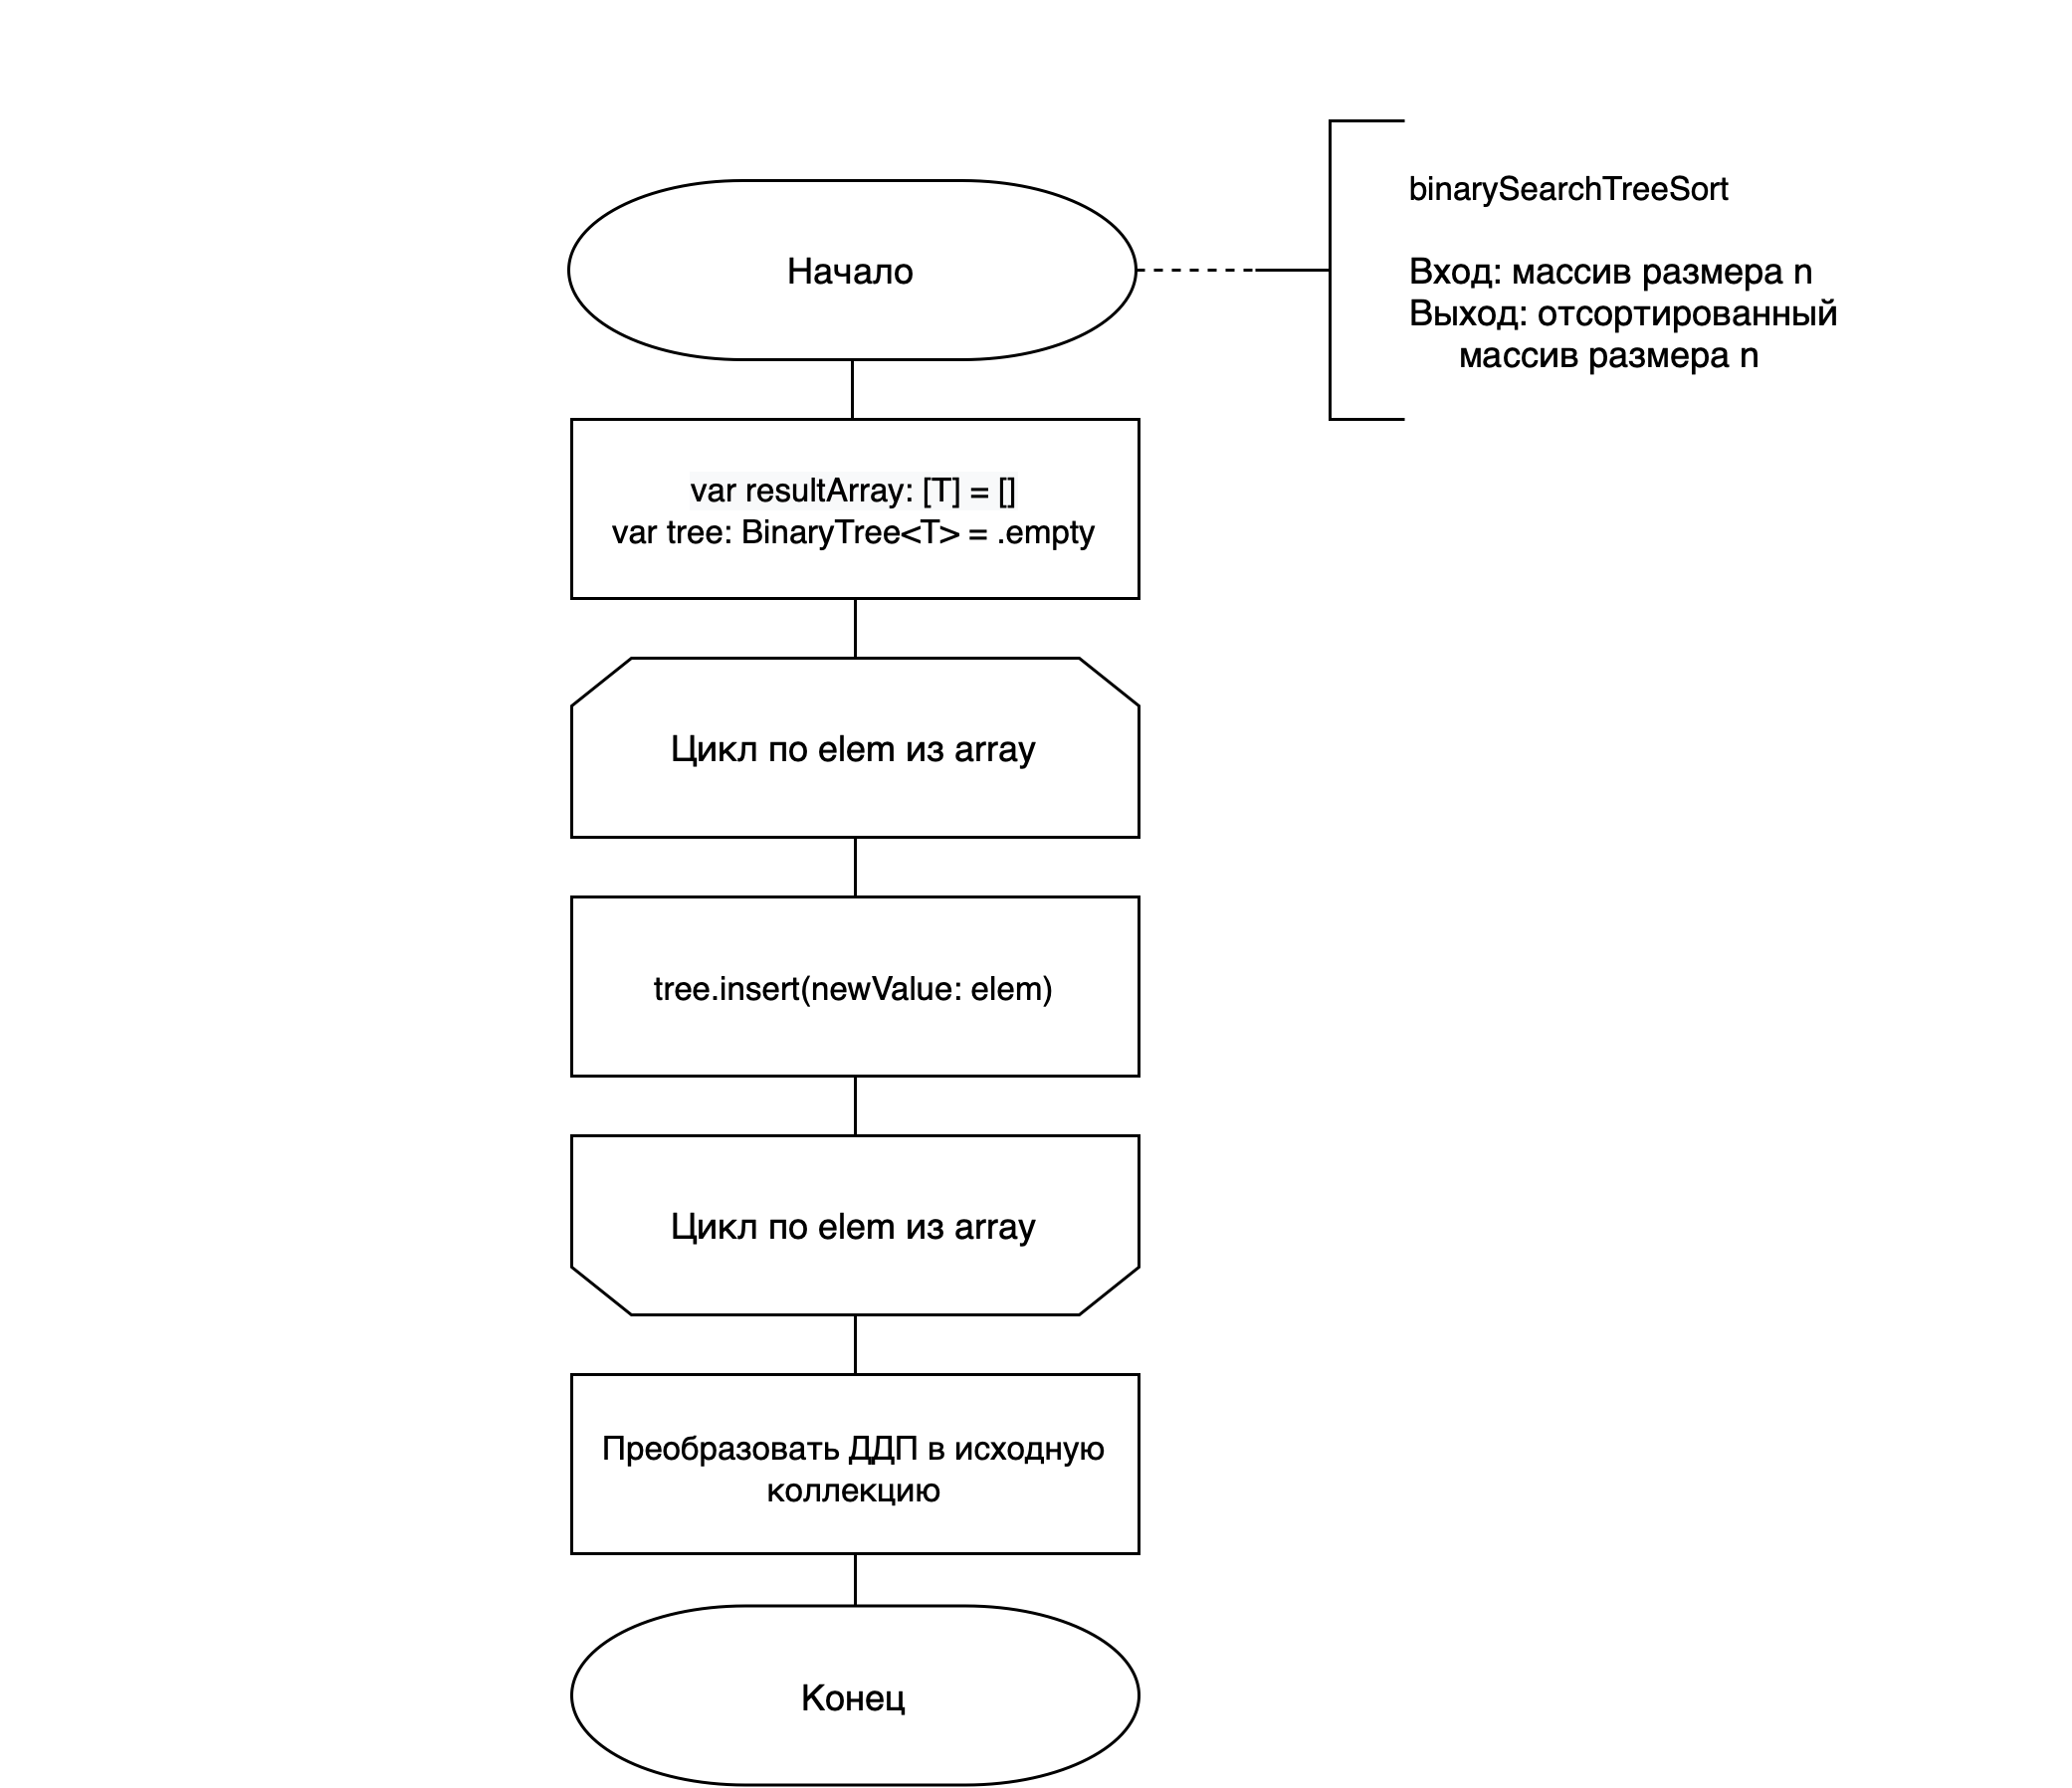 Начало
binarySearchTreeSort
Вход: массив размера n
Выход: отсортированный
массив размера n
var resultArray: [T] = []
var tree: BinaryTree<T> = .empty
Цикл по elem из array
tree.insert(newValue: elem)
Цикл по elem из array
Преобразовать ДДП в исходную
коллекцию
Конец